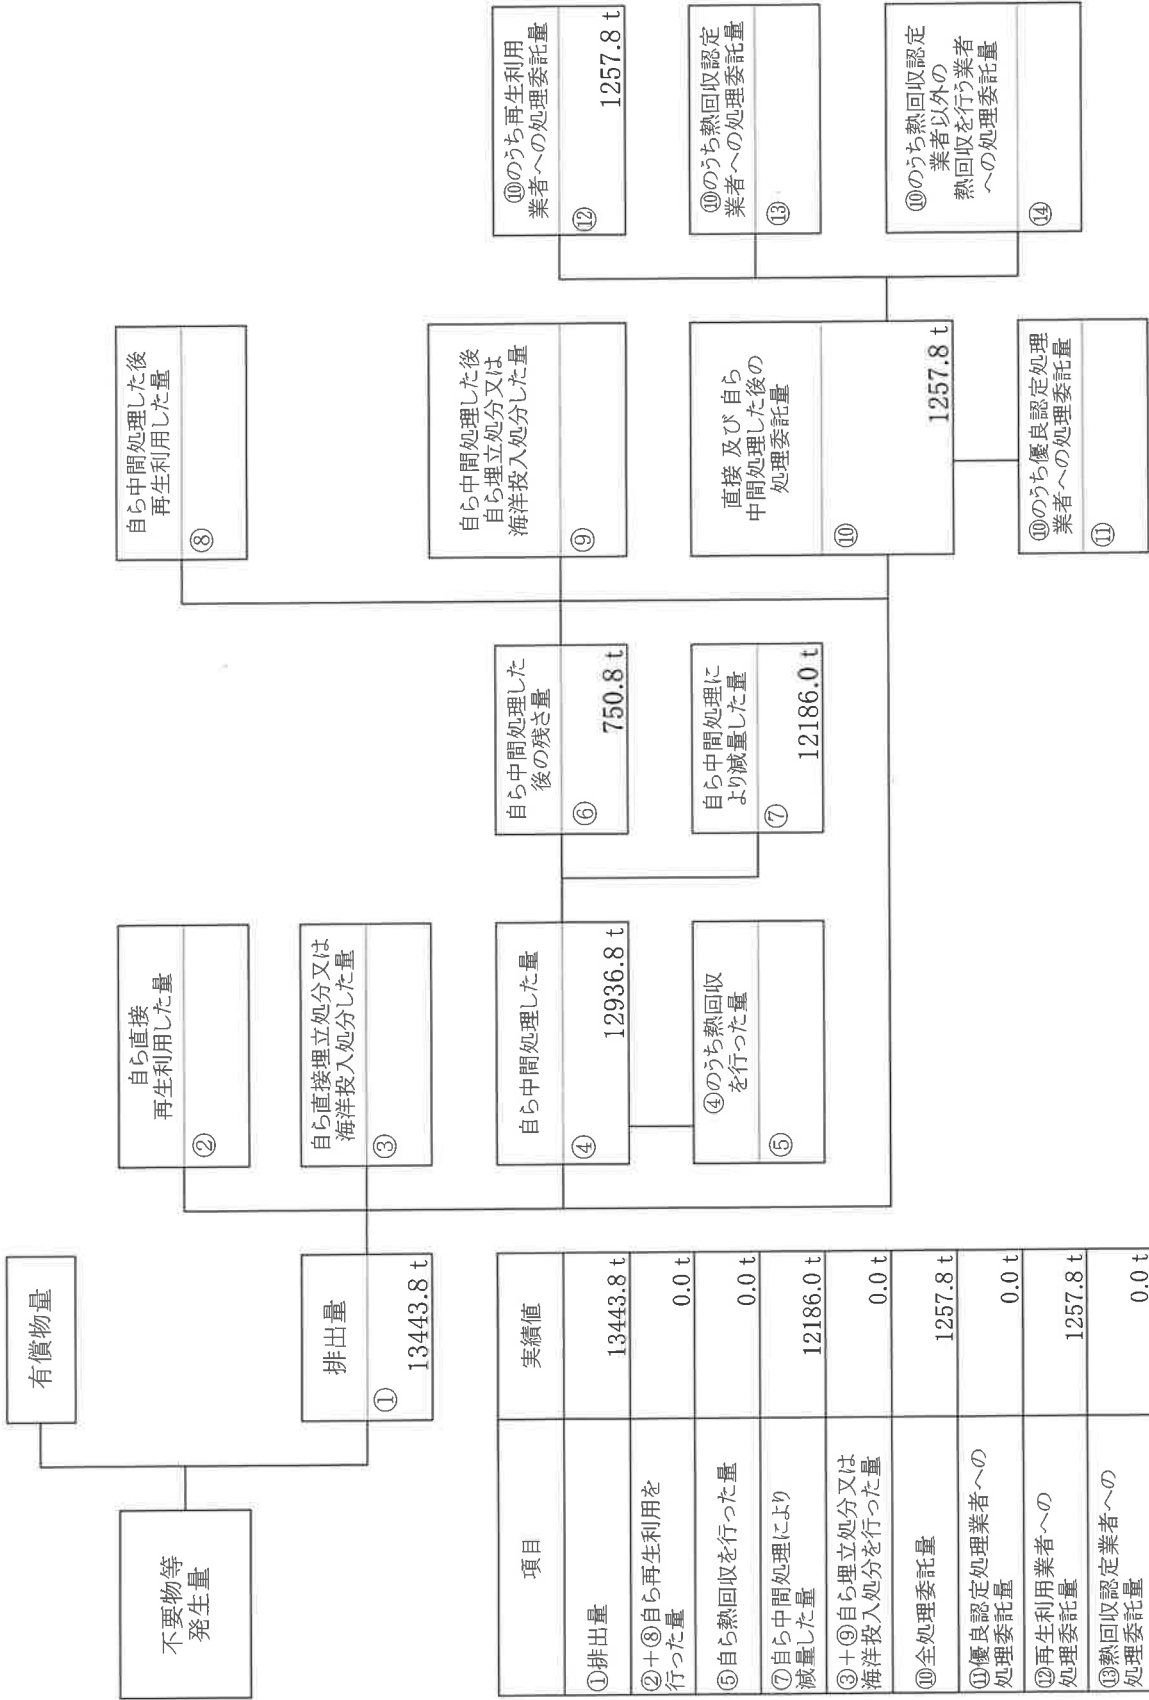 不要物等
発生量
有償物量
排出量
①
13443.8 t
自ら直接
再生利用した量
②
自ら直接埋立処分又は
海洋投入処分した量
③
自ら中間処理した量
④
12936.8 t
④のうち熱回収
を行った量
⑤
自ら中間処理した
後の残さ量
⑥
750.8 t
自ら中間処理に
より減量した量
⑦
12186.0 t
自ら中間処理した後
再生利用した量
⑧
自ら中間処理した後
自ら埋立処分又は
海洋投入処分した量
⑨
直接 及び 自ら
中間処理した後の
処理委託量
⑩
1257.8 t
⑩のうち優良認定処理
業者への処理委託量
⑪
⑩のうち再生利用
業者への処理委託量
⑫
1257.8 t
⑩のうち熱回収認定
業者への処理委託量
⑬
⑩のうち熱回収認定
業者以外の
熱回収を行う業者
への処理委託量
⑭
項目
実績値
①排出量
13443.8 t
②+⑧自ら再生利用を
行った量
0.0 t
⑤自ら熱回収を行った量
0.0 t
⑦自ら中間処理により
減量した量
12186.0 t
③+⑨自ら埋立処分又は
海洋投入処分を行った量
0.0 t
⑩全処理委託量
1257.8 t
⑪優良認定処理業者への
処理委託量
0.0 t
⑫再生利用業者への
処理委託量
1257.8 t
⑬熱回収認定業者への
処理委託量
0.0 t